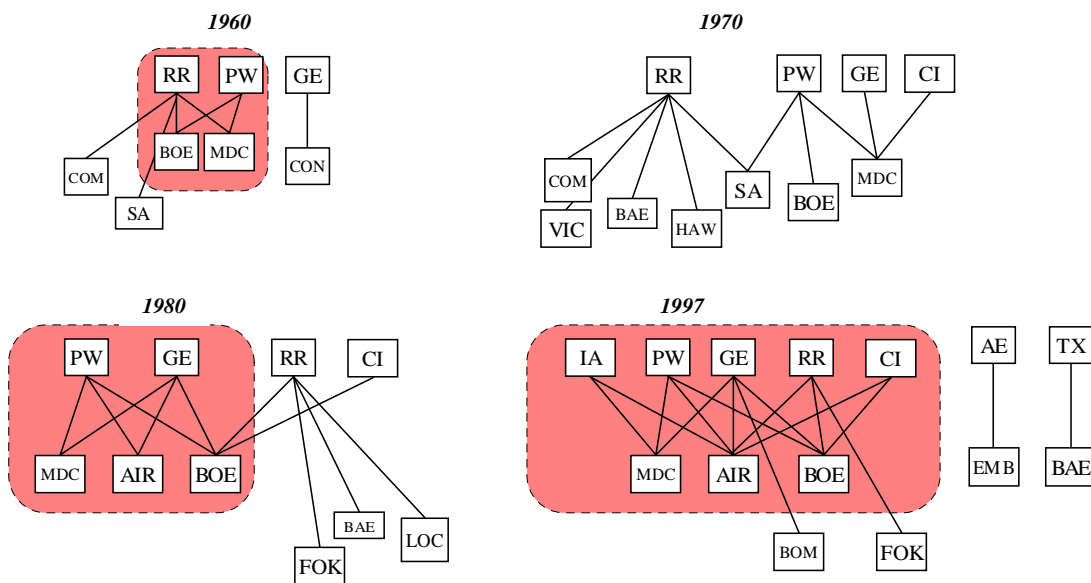 1960
RR PW GE
BOE MDC CON
COM
SA
1970
RR PW GE CI
COM SA MDC
VIC BAE HAW BOE
1980
PW GE RR CI
MDC AIR BOE
FOK BAE LOC
1997
IA PW GE RR CI AE TX
MDC AIR BOE EMB BAE
BOM FOK